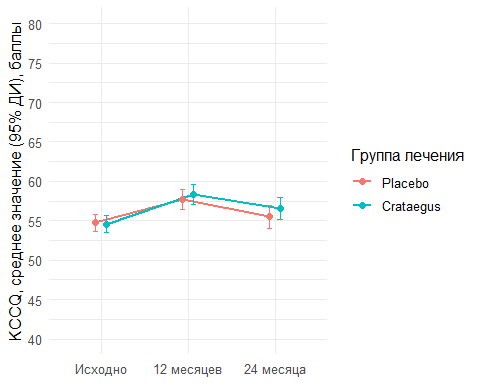 KCCQ, среднее значение (95% ДИ), баллы
80
75
70
65
60
55
50
45
40
Исходно
12 месяцев
24 месяца
Группа лечения
Placebo
Crataegus